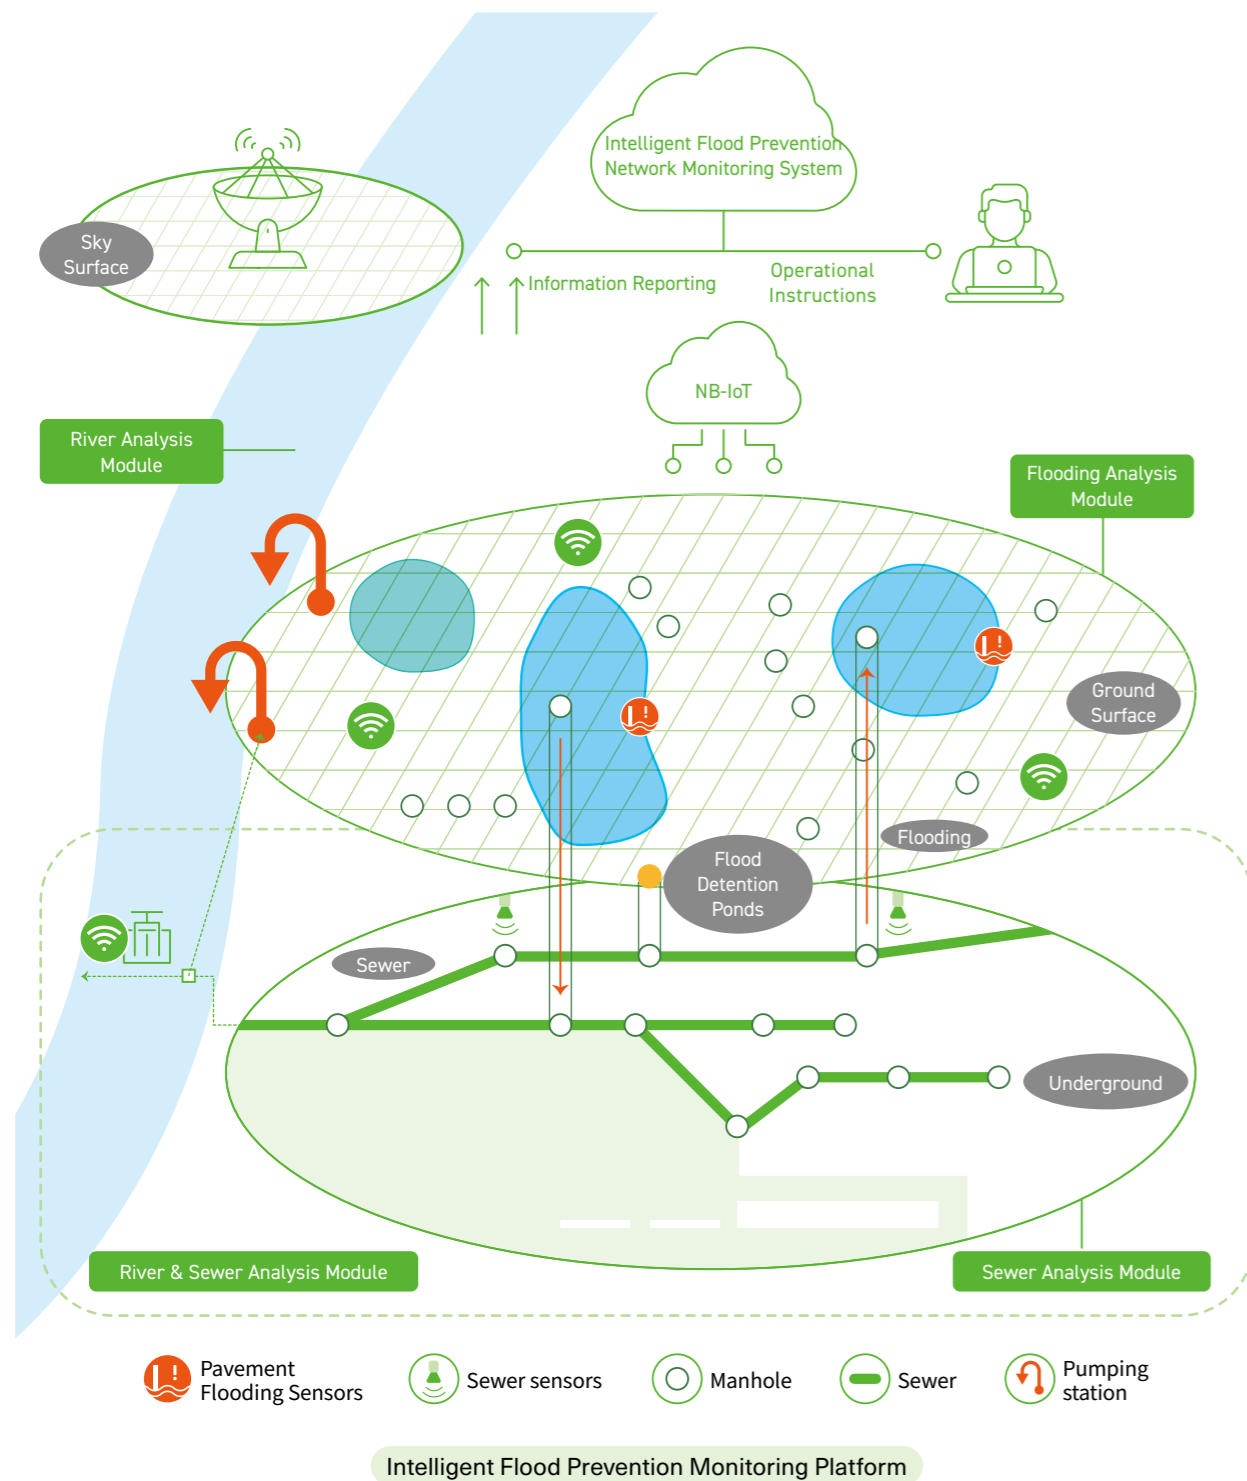 Intelligent Flood Prevention
Network Monitoring System
Sky
Surface
Information Reporting
Operational
Instructions
NB-IoT
River Analysis
Module
Flooding Analysis
Module
Ground
Surface
Flooding
Flood
Detention
Ponds
Sewer
Underground
River & Sewer Analysis Module
Sewer Analysis Module
Pavement
Flooding Sensors
Sewer sensors
Manhole
Sewer
Pumping
station
Intelligent Flood Prevention Monitoring Platform